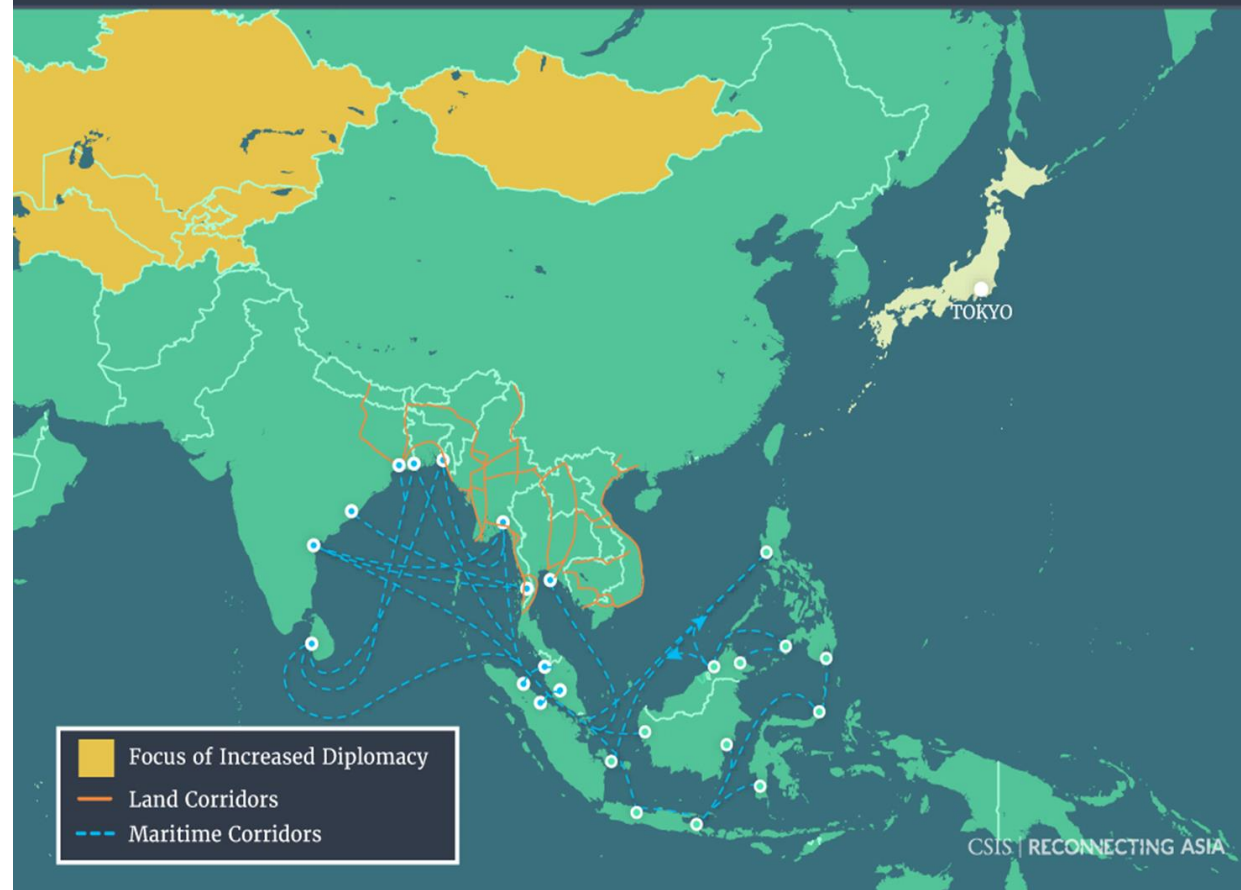 TOKYO
Focus of Increased Diplomacy
Land Corridors
Maritime Corridors
CSIS | RECONNECTING ASIA